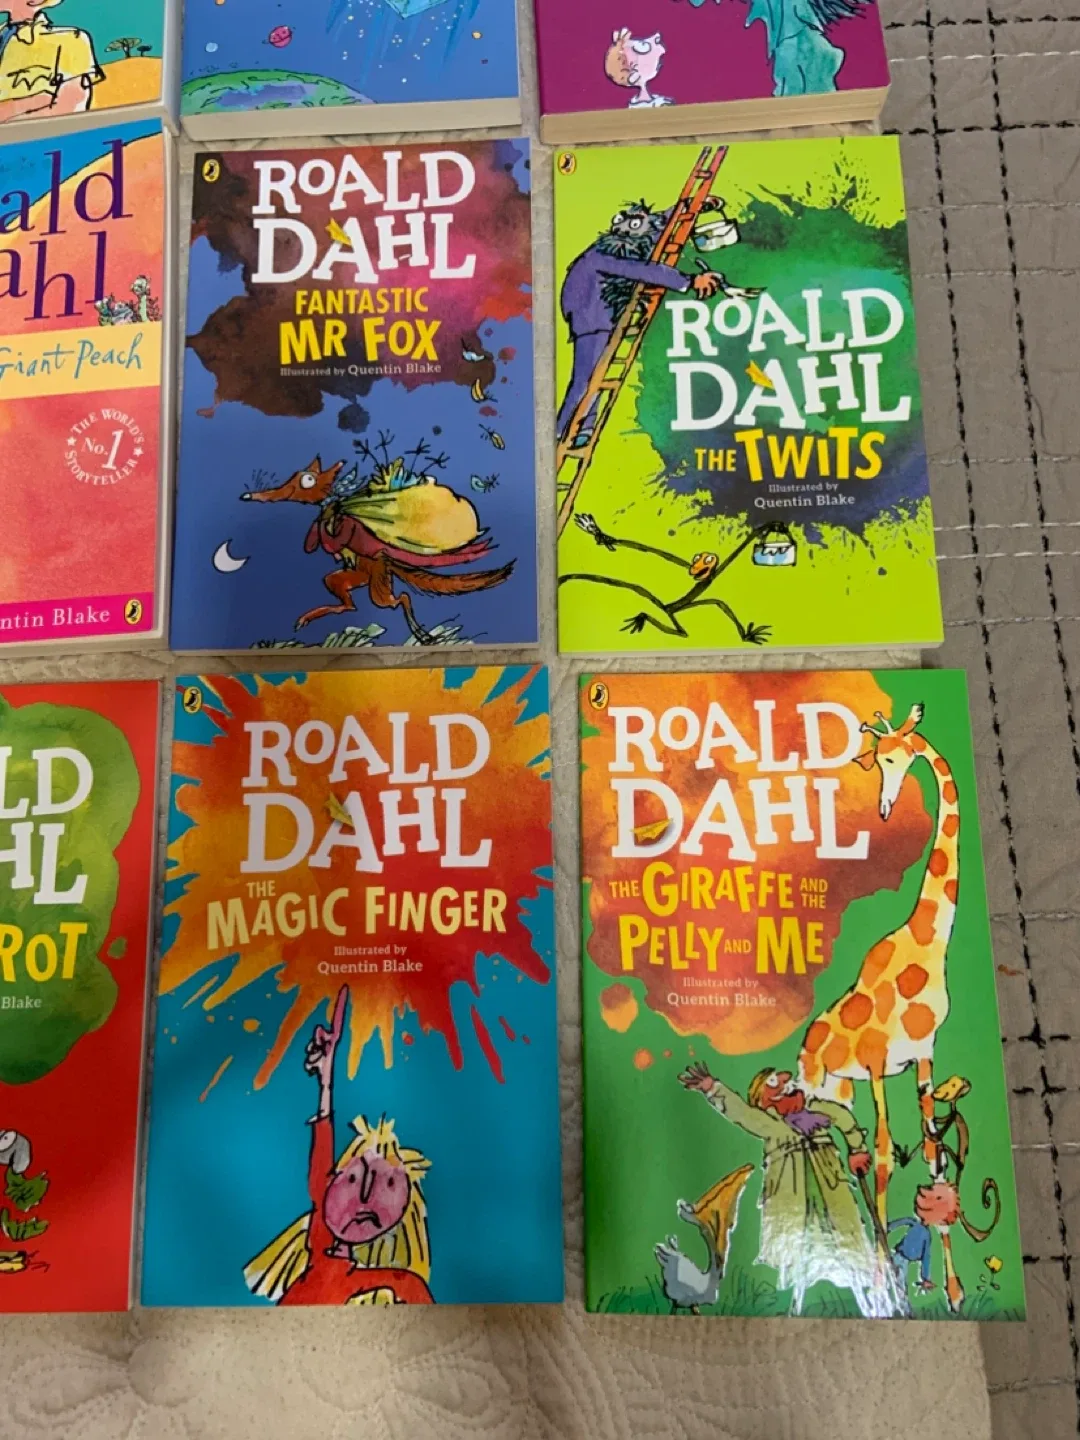 ald
ahl
Giant Peach
THE WORLD'S
No.1
STORYTELLER
ntin Blake
ROALD
DAHL
FANTASTIC
MR FOX
Illustrated by Quentin Blake
ROALD
DAHL
THE TWITS
Illustrated by
Quentin Blake
LD
HL
ROT
Blake
ROALD
DAHL
THE
MAGIC FINGER
Illustrated by
Quentin Blake
ROALD
DAHL
THE GIRAFFE AND THE
PELLY AND ME
Illustrated by
Quentin Blake